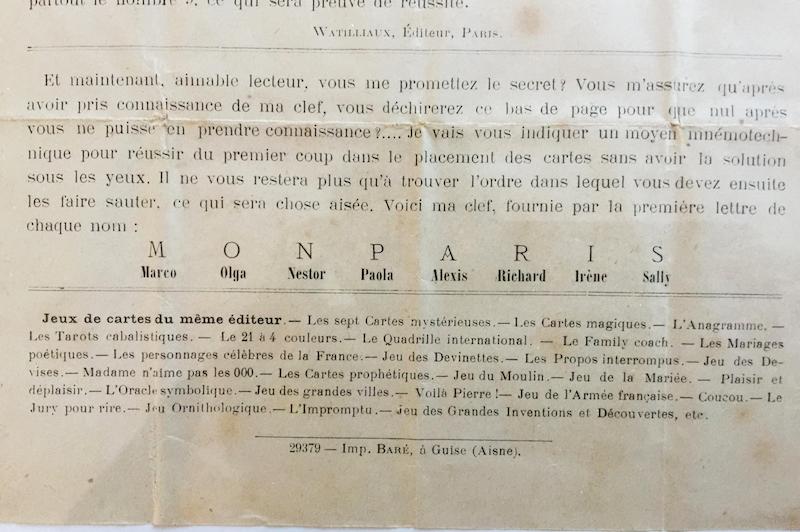 partout le nombre 9, ce qui sera preuve de réussite.
WATILLIAUX, Éditeur, PARIS.
Et maintenant, aimable lecteur, vous me promettez le secret? Vous m'assurez qu'après
avoir pris connaissance de ma clef, vous déchirerez ce bas de page pour que nul après
vous ne puisse en prendre connaissance?.... Je vais vous indiquer un moyen mnémotech-
nique pour réussir du premier coup dans le placement des cartes sans avoir la solution
sous les yeux. Il ne vous restera plus qu'à trouver l'ordre dans lequel vous devez ensuite
les faire sauter, ce qui sera chose aisée. Voici ma clef, fournie par la première lettre de
chaque nom :
M O N P A R I S
Marco Olga Nestor Paola Alexis Richard Irène Sally
Jeux de cartes du même éditeur. — Les sept Cartes mystérieuses. — Les Cartes magiques. — L'Anagramme. —
Les Tarots cabalistiques. — Le 21 à 4 couleurs. — Le Quadrille international. — Le Family coach. — Les Mariages
poétiques. — Les personnages célèbres de la France. — Jeu des Devinettes. — Les Propos interrompus. — Jeu des De-
vises. — Madame n'aime pas les OOO. — Les Cartes prophétiques. — Jeu du Moulin. — Jeu de la Mariée. — Plaisir et
déplaisir. — L'Oracle symbolique. — Jeu des grandes villes. — Voilà Pierre ! — Jeu de l'Armée française. — Coucou. — Le
Jury pour rire. — Jeu Ornithologique. — L'Impromptu. — Jeu des Grandes Inventions et Découvertes, etc.
29379 — Imp. BARÉ, à Guise (Aisne).